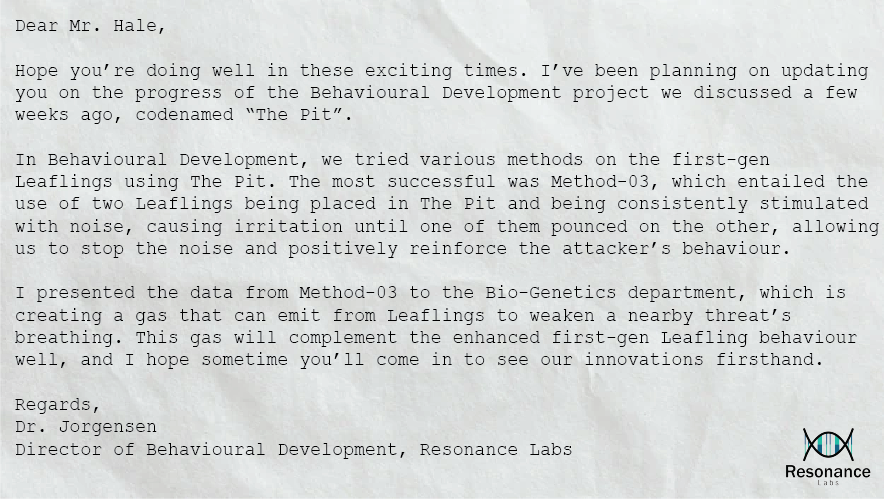 Dear Mr. Hale,
Hope you’re doing well in these exciting times. I’ve been planning on updating
you on the progress of the Behavioural Development project we discussed a few
weeks ago, codenamed “The Pit”.
In Behavioural Development, we tried various methods on the first-gen
Leaflings using The Pit. The most successful was Method-03, which entailed the
use of two Leaflings being placed in The Pit and being consistently stimulated
with noise, causing irritation until one of them pounced on the other, allowing
us to stop the noise and positively reinforce the attacker’s behaviour.
I presented the data from Method-03 to the Bio-Genetics department, which is
creating a gas that can emit from Leaflings to weaken a nearby threat’s
breathing. This gas will complement the enhanced first-gen Leafling behaviour
well, and I hope sometime you’ll come in to see our innovations firsthand.
Regards,
Dr. Jorgensen
Director of Behavioural Development, Resonance Labs
Resonance
Labs